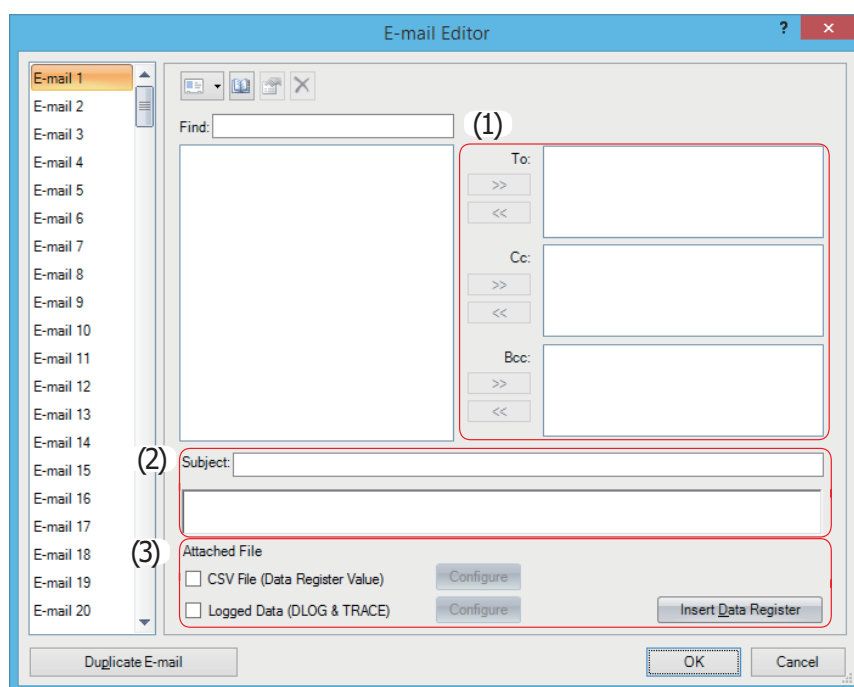 E-mail Editor
?
×
E-mail 1
E-mail 2
E-mail 3
E-mail 4
E-mail 5
E-mail 6
E-mail 7
E-mail 8
E-mail 9
E-mail 10
E-mail 11
E-mail 12
E-mail 13
E-mail 14
E-mail 15
E-mail 16
E-mail 17
E-mail 18
E-mail 19
E-mail 20
Find:
(1)
To:
>>
<<
Cc:
>>
<<
Bcc:
>>
<<
(2)
Subject:
(3)
Attached File
CSV File (Data Register Value)
Configure
Logged Data (DLOG & TRACE)
Configure
Insert Data Register
Duplicate E-mail
OK
Cancel